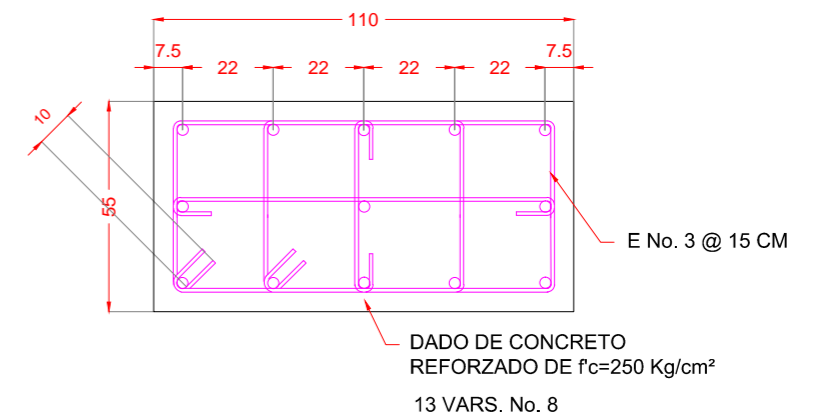 110
7.5
22
22
22
22
7.5
10
55
E No. 3 @ 15 CM
DADO DE CONCRETO
REFORZADO DE f'c=250 Kg/cm²
13 VARS. No. 8